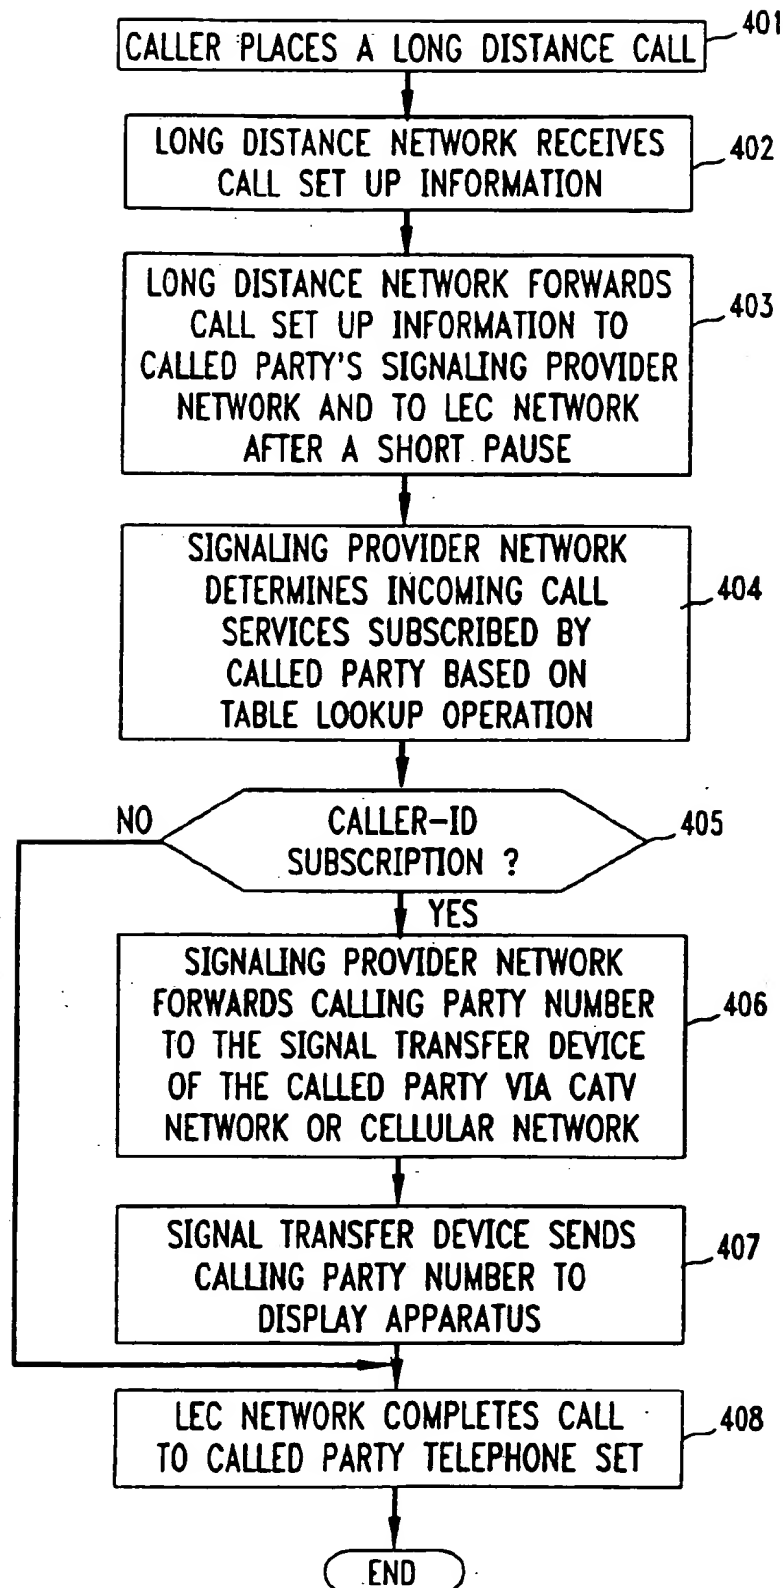 CALLER PLACES A LONG DISTANCE CALL
401
LONG DISTANCE NETWORK RECEIVES
CALL SET UP INFORMATION
402
LONG DISTANCE NETWORK FORWARDS
CALL SET UP INFORMATION TO
CALLED PARTY'S SIGNALING PROVIDER
NETWORK AND TO LEC NETWORK
AFTER A SHORT PAUSE
403
SIGNALING PROVIDER NETWORK
DETERMINES INCOMING CALL
SERVICES SUBSCRIBED BY
CALLED PARTY BASED ON
TABLE LOOKUP OPERATION
404
NO
CALLER-ID
SUBSCRIPTION ?
405
YES
SIGNALING PROVIDER NETWORK
FORWARDS CALLING PARTY NUMBER
TO THE SIGNAL TRANSFER DEVICE
OF THE CALLED PARTY VIA CATV
NETWORK OR CELLULAR NETWORK
406
SIGNAL TRANSFER DEVICE SENDS
CALLING PARTY NUMBER TO
DISPLAY APPARATUS
407
LEC NETWORK COMPLETES CALL
TO CALLED PARTY TELEPHONE SET
408
END